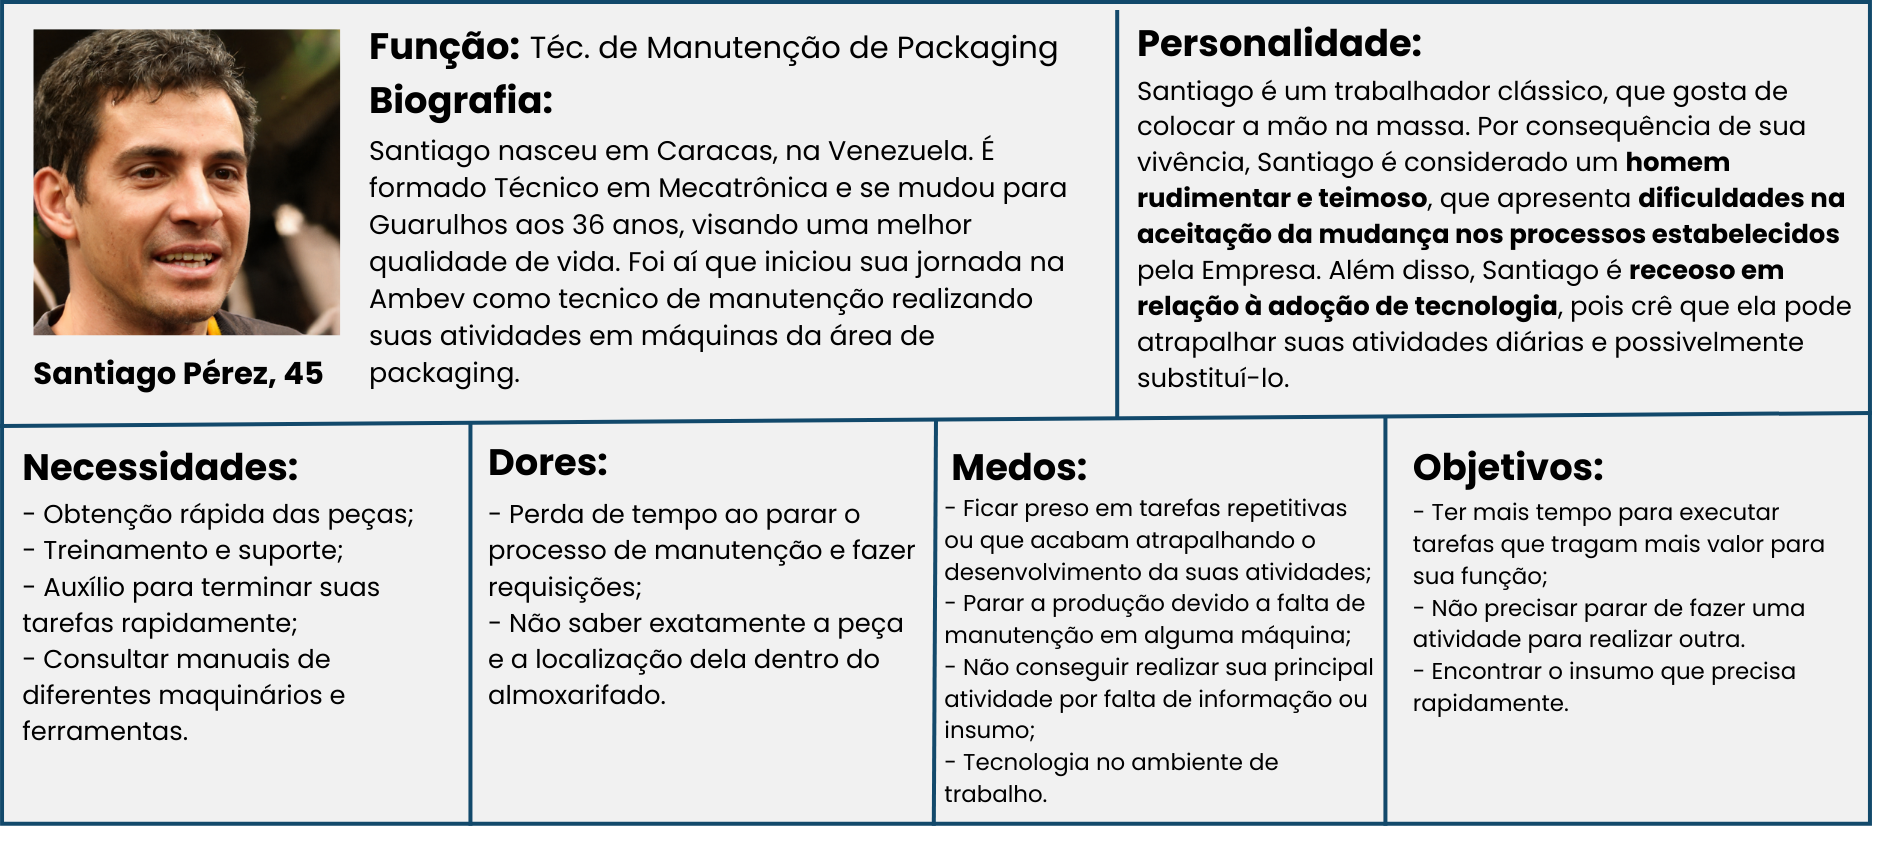 Função: Téc. de Manutenção de Packaging
Biografia:
Santiago nasceu em Caracas, na Venezuela. É
formado Técnico em Mecatrônica e se mudou para
Guarulhos aos 36 anos, visando uma melhor
qualidade de vida. Foi aí que iniciou sua jornada na
Ambev como tecnico de manutenção realizando
suas atividades em máquinas da área de
packaging.
Santiago Pérez, 45
Personalidade:
Santiago é um trabalhador clássico, que gosta de
colocar a mão na massa. Por consequência de sua
vivência, Santiago é considerado um homem
rudimentar e teimoso, que apresenta dificuldades na
aceitação da mudança nos processos estabelecidos
pela Empresa. Além disso, Santiago é receoso em
relação à adoção de tecnologia, pois crê que ela pode
atrapalhar suas atividades diárias e possivelmente
substituí-lo.
Necessidades:
- Obtenção rápida das peças;
- Treinamento e suporte;
- Auxílio para terminar suas
tarefas rapidamente;
- Consultar manuais de
diferentes maquinários e
ferramentas.
Dores:
- Perda de tempo ao parar o
processo de manutenção e fazer
requisições;
- Não saber exatamente a peça
e a localização dela dentro do
almoxarifado.
Medos:
- Ficar preso em tarefas repetitivas
ou que acabam atrapalhando o
desenvolvimento da suas atividades;
- Parar a produção devido a falta de
manutenção em alguma máquina;
- Não conseguir realizar sua principal
atividade por falta de informação ou
insumo;
- Tecnologia no ambiente de
trabalho.
Objetivos:
- Ter mais tempo para executar
tarefas que tragam mais valor para
sua função;
- Não precisar parar de fazer uma
atividade para realizar outra.
- Encontrar o insumo que precisa
rapidamente.